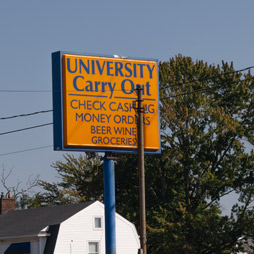 UNIVERSITY
Carry Out
CHECK CASHING
MONEY ORDERS
BEER WINE
GROCERIES